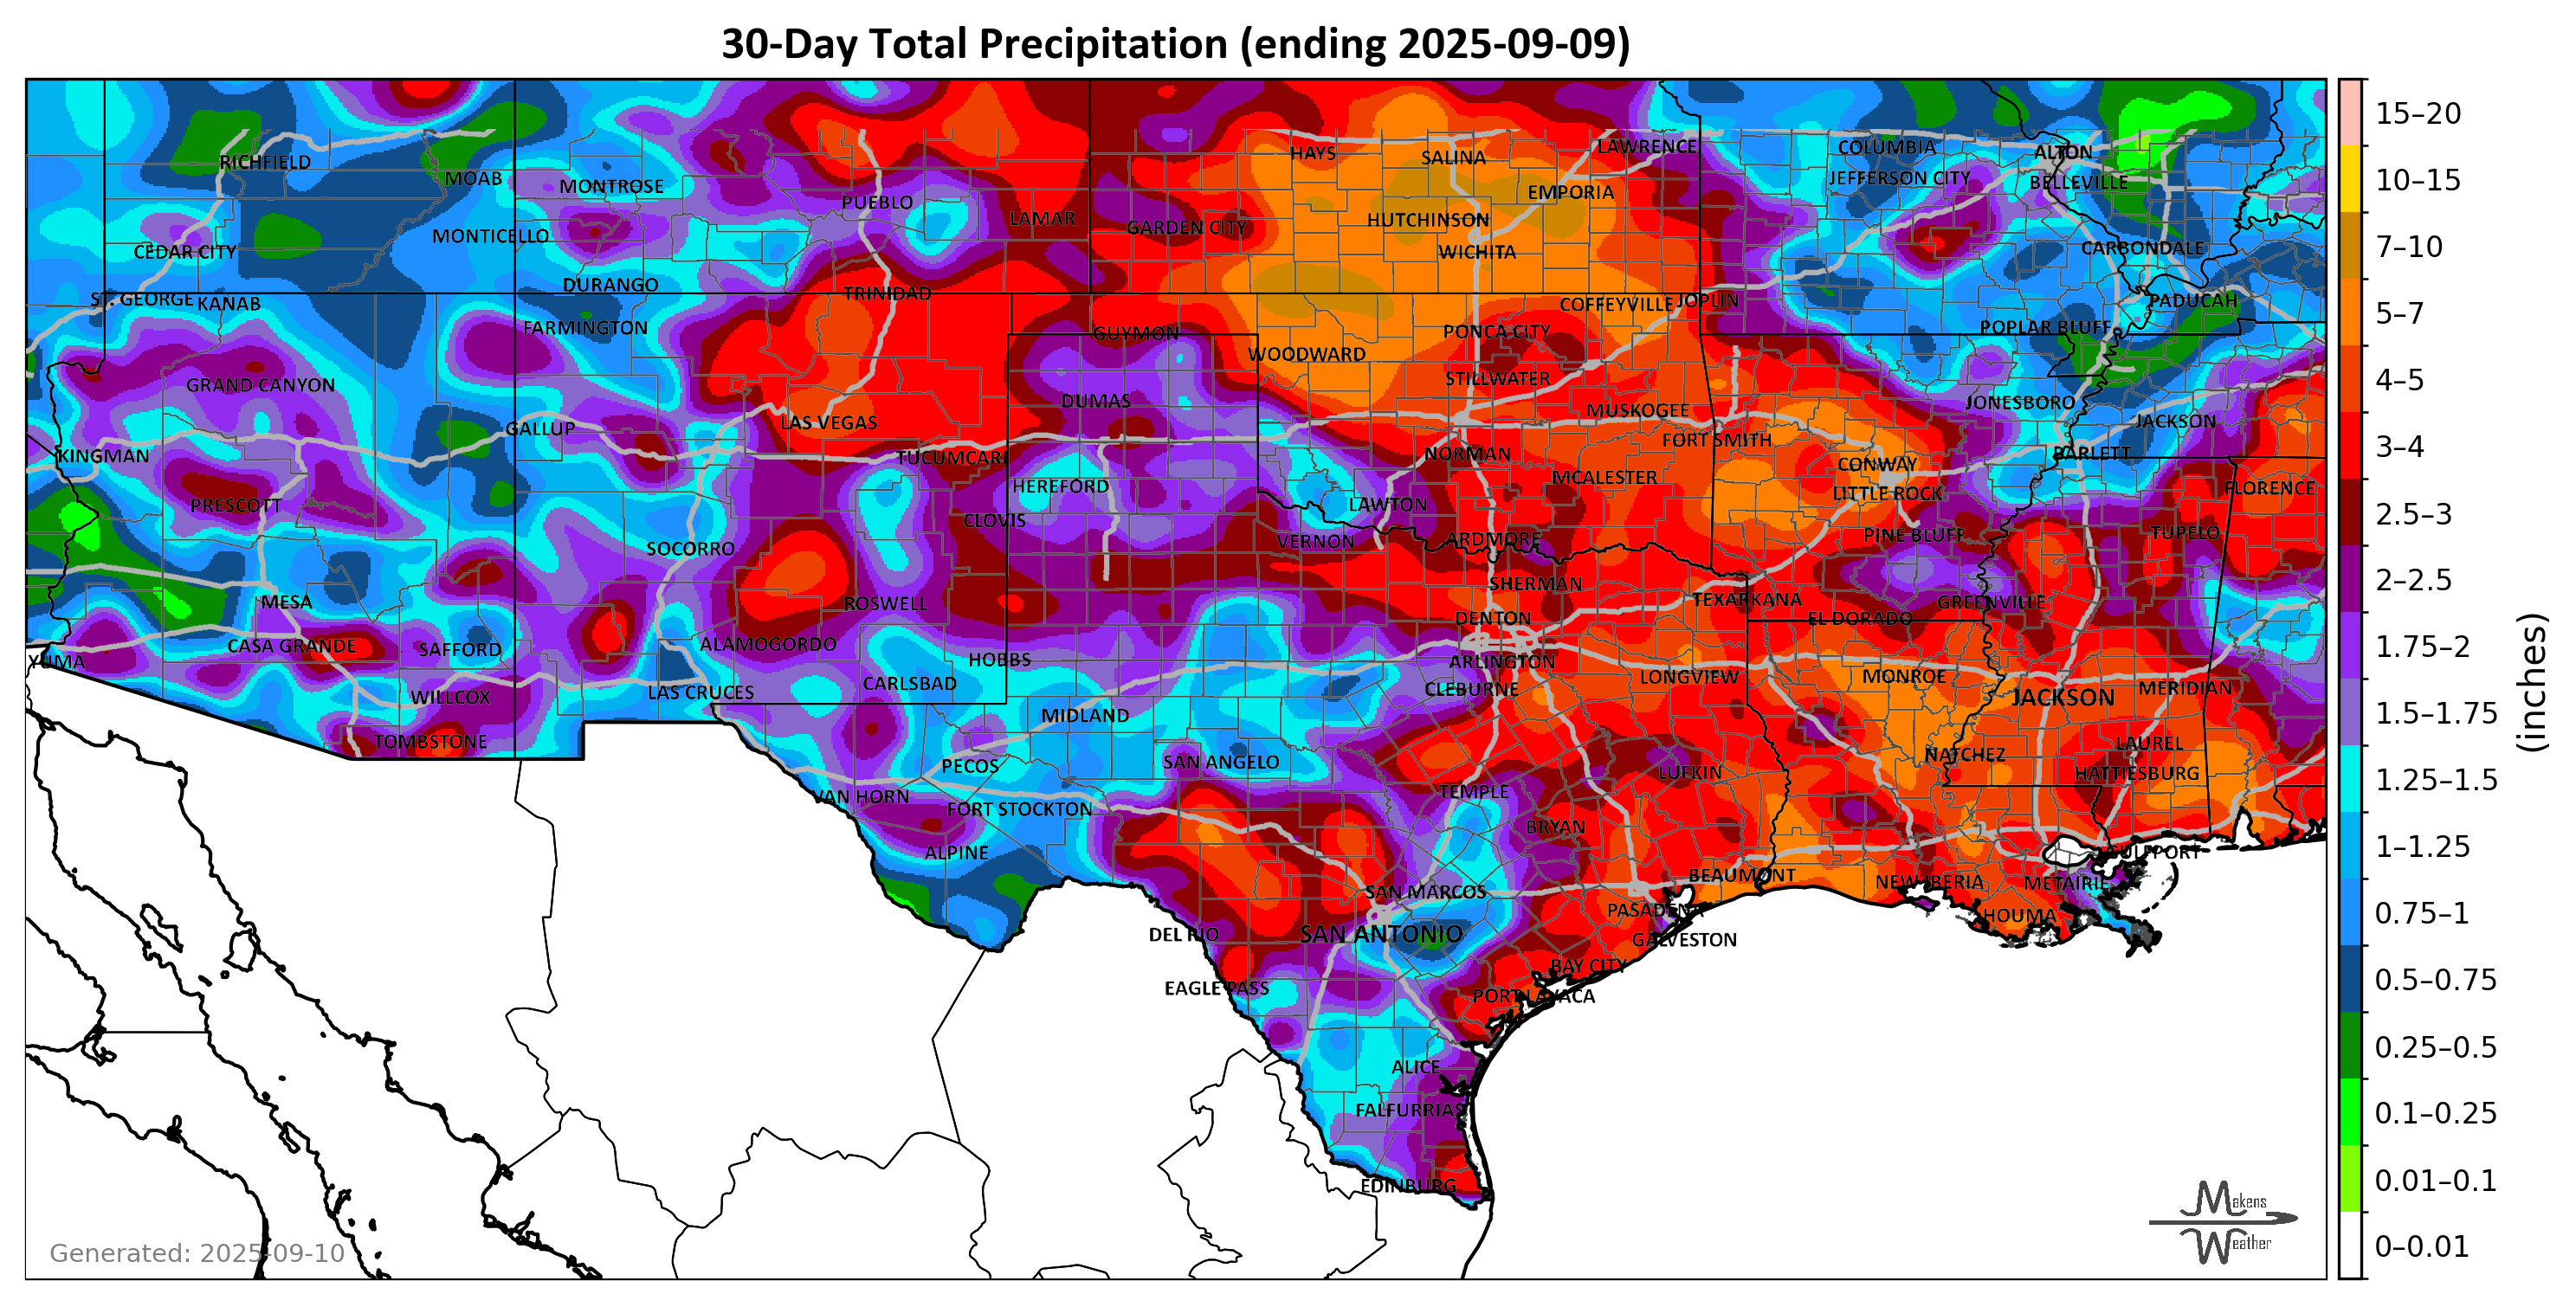 30-Day Total Precipitation (ending 2025-09-09)
RICHFIELD
MOAB
MONTROSE
PUEBLO
LAMAR
GARDEN CITY
HAYS
SALINA
LAWRENCE
EMPORIA
HUTCHINSON
WICHITA
COLUMBIA
JEFFERSON CITY
ALTON
BELLEVILLE
CARBONDALE
CEDAR CITY
MONTICELLO
DURANGO
ST. GEORGE
KANAB
FARMINGTON
TRINIDAD
GUYMON
COFFEYVILLE
JOPLIN
PONCA CITY
PADUCAH
POPLAR BLUFF
WOODWARD
STILLWATER
GRAND CANYON
DUMAS
MUSKOGEE
JONESBORO
JACKSON
GALLUP
LAS VEGAS
FORT SMITH
KINGMAN
TUCUMCARI
NORMAN
BARLETT
CONWAY
MCALESTER
HEREFORD
LITTLE ROCK
FLORENCE
PRESCOTT
LAWTON
CLOVIS
PINE BLUFF
TUPELO
SOCORRO
VERNON
ARDMORE
SHERMAN
MESA
ROSWELL
TEXARKANA
GREENVILLE
DENTON
EL DORADO
CASA GRANDE
SAFFORD
ALAMOGORDO
HOBBS
ARLINGTON
YUMA
CARLSBAD
CLEBURNE
LONGVIEW
MONROE
JACKSON
MERIDIAN
WILLCOX
LAS CRUCES
MIDLAND
TOMBSTONE
PECOS
SAN ANGELO
LUFKIN
NATCHEZ
LAUREL
HATTIESBURG
VAN HORN
FORT STOCKTON
TEMPLE
BRYAN
ALPINE
GULFPORT
SAN MARCOS
BEAUMONT
NEW IBERIA
METAIRIE
PASADENA
HOUMA
DEL RIO
SAN ANTONIO
GALVESTON
BAY CITY
EAGLE PASS
PORT LAVACA
ALICE
FALFURRIAS
EDINBURG
15–20
10–15
7–10
5–7
4–5
3–4
2.5–3
2–2.5
1.75–2
1.5–1.75
1.25–1.5
1–1.25
0.75–1
0.5–0.75
0.25–0.5
0.1–0.25
0.01–0.1
0–0.01
(inches)
Generated: 2025-09-10
Makens
Weather